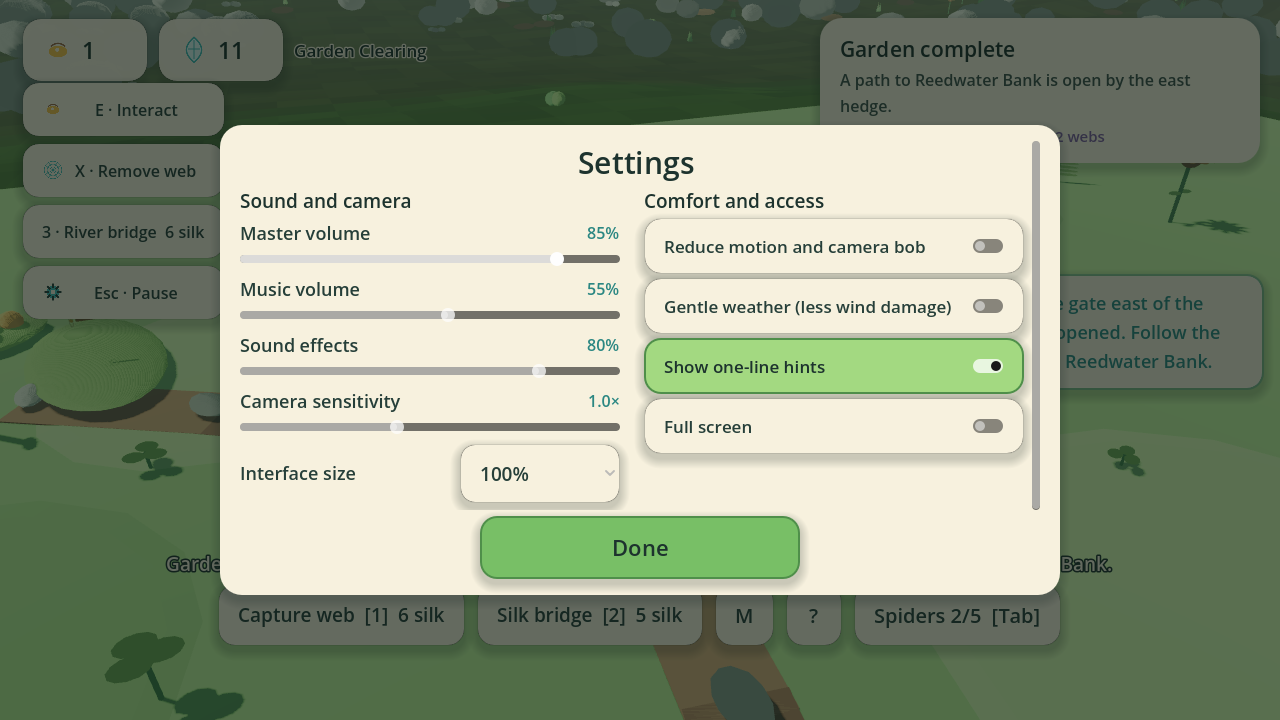 1
11
Garden Clearing
Garden complete
A path to Reedwater Bank is open by the east
hedge.
2 webs
E · Interact
X · Remove web
3 · River bridge 6 silk
Esc · Pause
Settings
Sound and camera
Master volume 85%
Music volume 55%
Sound effects 80%
Camera sensitivity 1.0×
Interface size 100%
Comfort and access
Reduce motion and camera bob
Gentle weather (less wind damage)
Show one-line hints
Full screen
gate east of the
opened. Follow the
Reedwater Bank.
Done
Bank.
Capture web [1] 6 silk
Silk bridge [2] 5 silk
M
?
Spiders 2/5 [Tab]